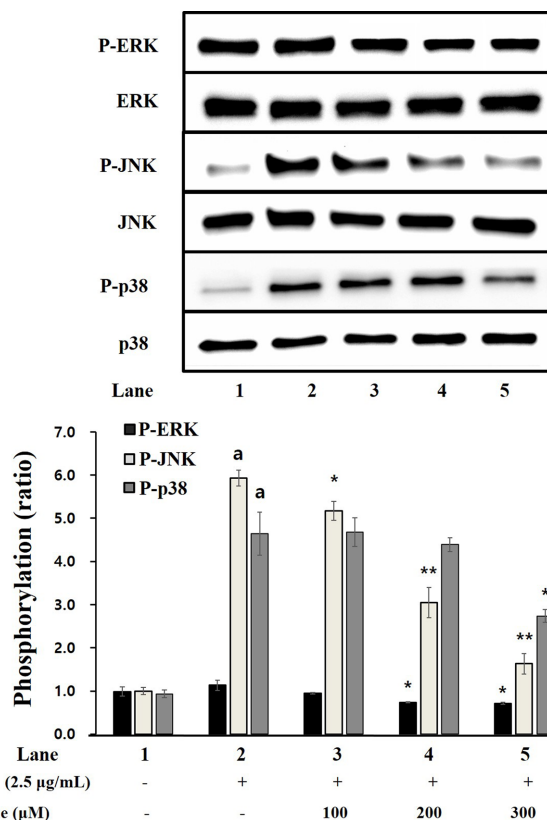 P-ERK
ERK
P-JNK
JNK
P-p38
p38
Lane 1 2 3 4 5
Phosphorylation (ratio)
7.0
6.0
5.0
4.0
3.0
2.0
1.0
0.0
P-ERK
P-JNK
P-p38
a
a
*
*
**
*
**
*
Lane 1 2 3 4 5
(2.5 μg/mL) - + + + +
e (μM) - - 100 200 300